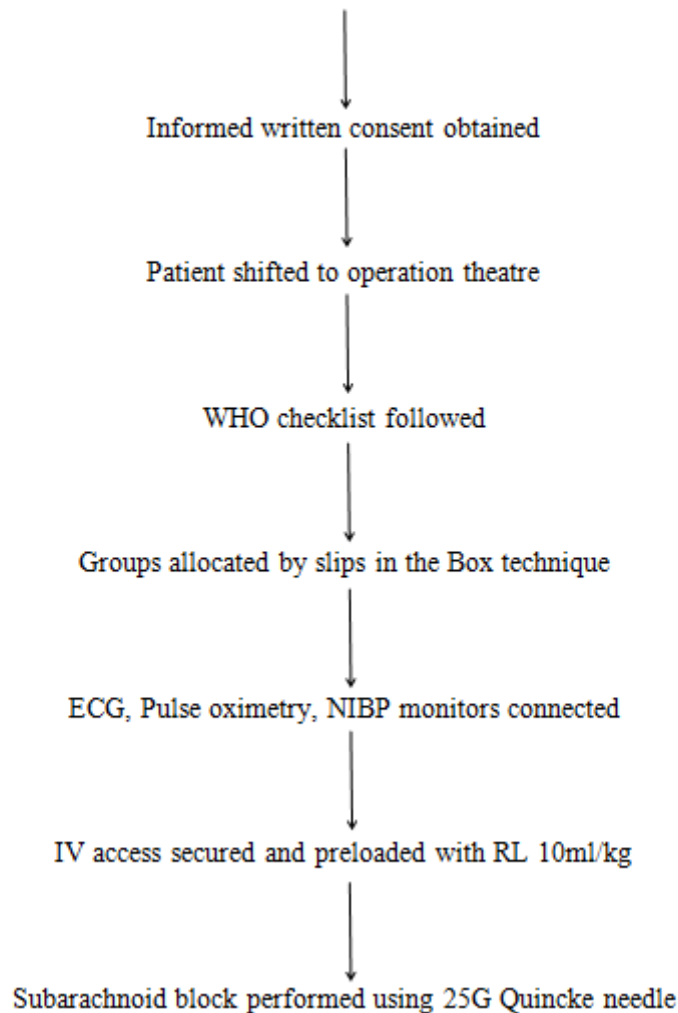 Informed written consent obtained
Patient shifted to operation theatre
WHO checklist followed
Groups allocated by slips in the Box technique
ECG, Pulse oximetry, NIBP monitors connected
IV access secured and preloaded with RL 10ml/kg
Subarachnoid block performed using 25G Quincke needle